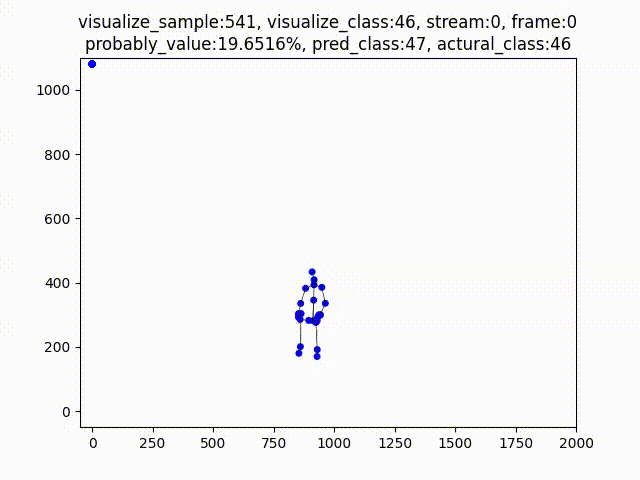 visualize_sample:541, visualize_class:46, stream:0, frame:0
probably_value:19.6516%, pred_class:47, actural_class:46
1000
800
600
400
200
0
0 250 500 750 1000 1250 1500 1750 2000